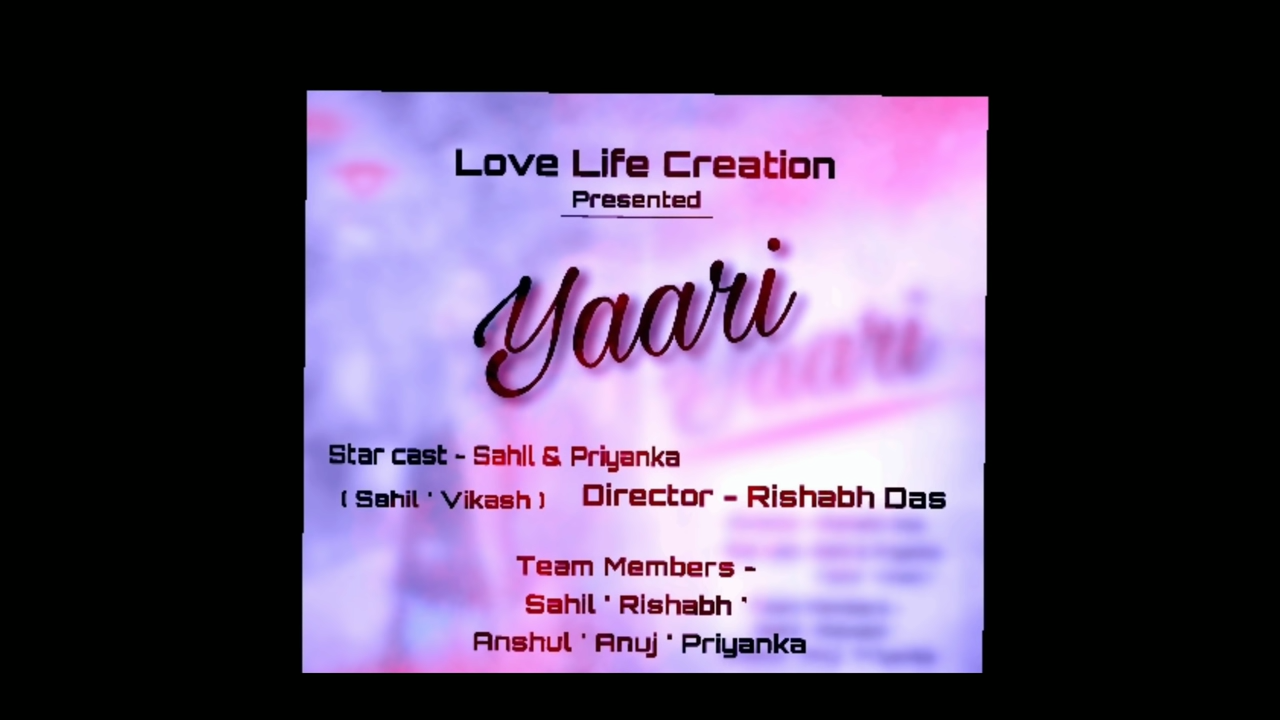 Love Life Creation
Presented
Yaari
Star cast - Sahil & Priyanka
( Sahil ' Vikash )
Director - Rishabh Das
Team Members -
Sahil ' Rishabh '
Anshul ' Anuj ' Priyanka
Yaari